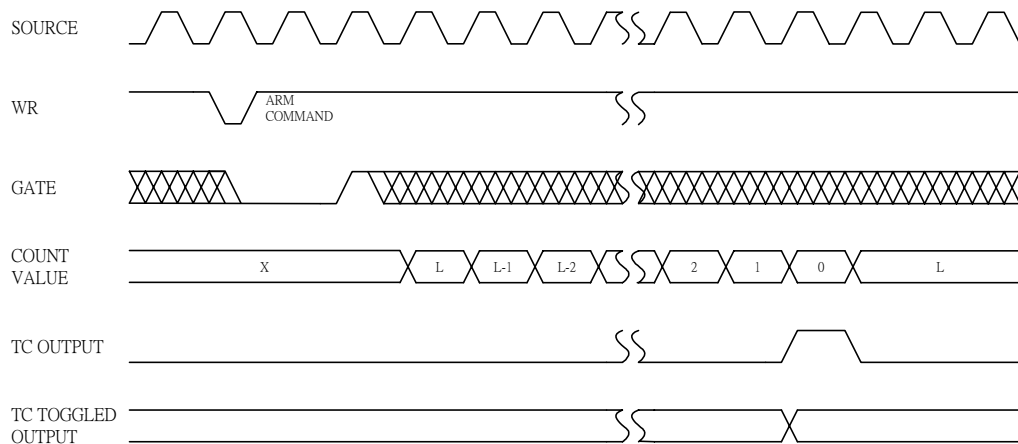 SOURCE
WR
ARM
COMMAND
GATE
COUNT
VALUE
X
L
L-1
L-2
2
1
0
L
TC OUTPUT
TC TOGGLED
OUTPUT